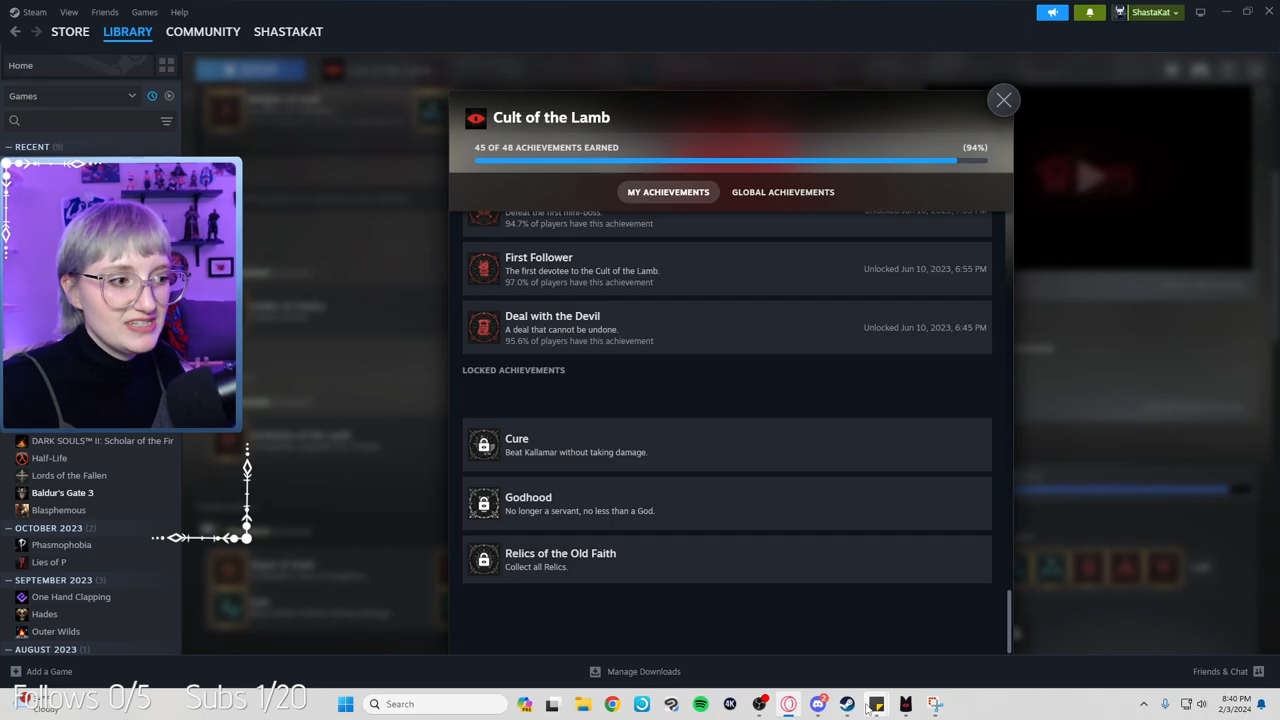 Steam View Friends Games Help
ShastaKat
STORE LIBRARY COMMUNITY SHASTAKAT
Home
Games
RECENT (9)
DARK SOULS™ II: Scholar of the Fir
Half-Life
Lords of the Fallen
Baldur's Gate 3
Blasphemous
OCTOBER 2023 (2)
Phasmophobia
Lies of P
SEPTEMBER 2023 (3)
One Hand Clapping
Hades
Outer Wilds
AUGUST 2023 (1)
Cult of the Lamb
45 OF 48 ACHIEVEMENTS EARNED (94%)
MY ACHIEVEMENTS GLOBAL ACHIEVEMENTS
Defeat the first mini-boss.
94.7% of players have this achievement
First Follower
The first devotee to the Cult of the Lamb.
97.0% of players have this achievement
Unlocked Jun 10, 2023, 6:55 PM
Deal with the Devil
A deal that cannot be undone.
95.6% of players have this achievement
Unlocked Jun 10, 2023, 6:45 PM
LOCKED ACHIEVEMENTS
Cure
Beat Kallamar without taking damage.
Godhood
No longer a servant, no less than a God.
Relics of the Old Faith
Collect all Relics.
Add a Game Manage Downloads Friends & Chat
Follows 0/5 Subs 1/20
Cloudy
Search
4K
2
8:40 PM
2/3/2024